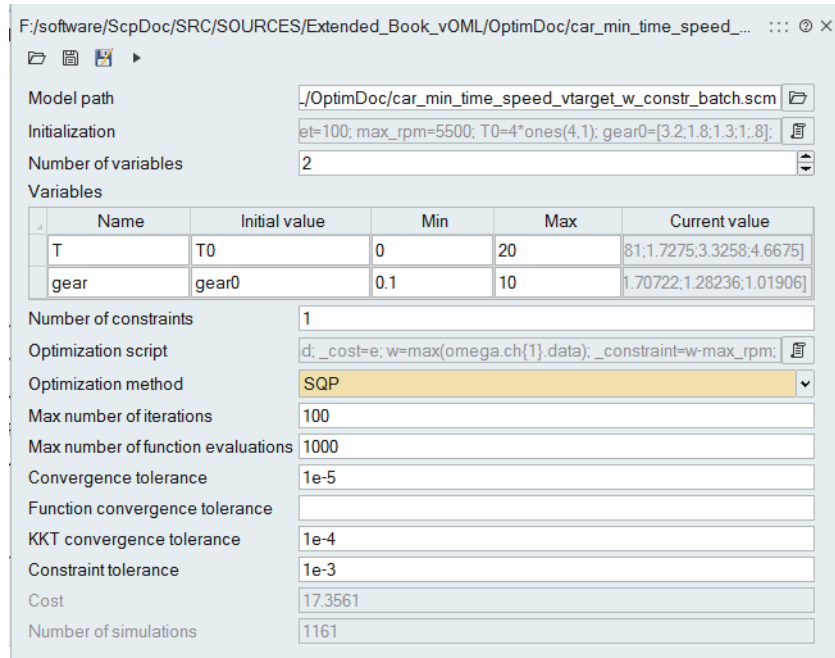 F:/software/ScpDoc/SRC/SOURCES/Extended_Book_vOML/OptimDoc/car_min_time_speed_...
Model path ./OptimDoc/car_min_time_speed_vtarget_w_constr_batch.scm
Initialization et=100; max_rpm=5500; T0=4*ones(4,1); gear0=[3.2;1.8;1.3;1;.8];
Number of variables 2
Variables
Name Initial value Min Max Current value
T T0 0 20 81;1.7275;3.3258;4.6675]
gear gear0 0.1 10 1.70722;1.28236;1.01906]
Number of constraints 1
Optimization script d; _cost=e; w=max(omega.ch{1}.data); _constraint=w-max_rpm;
Optimization method SQP
Max number of iterations 100
Max number of function evaluations 1000
Convergence tolerance 1e-5
Function convergence tolerance
KKT convergence tolerance 1e-4
Constraint tolerance 1e-3
Cost 17.3561
Number of simulations 1161